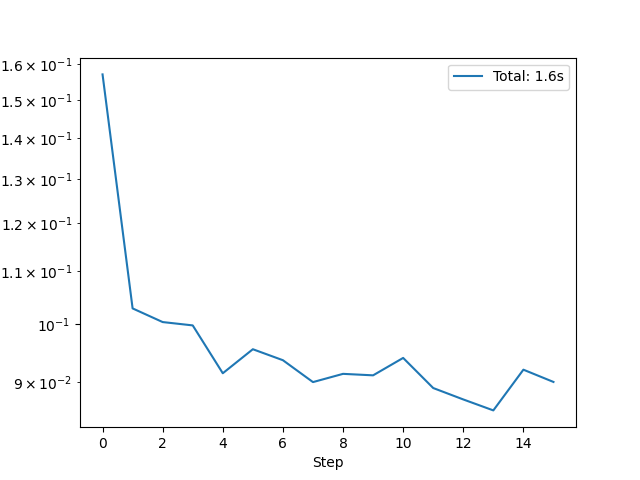 Total: 1.6s
1.6 × 10⁻¹
1.5 × 10⁻¹
1.4 × 10⁻¹
1.3 × 10⁻¹
1.2 × 10⁻¹
1.1 × 10⁻¹
10⁻¹
9 × 10⁻²
0 2 4 6 8 10 12 14
Step